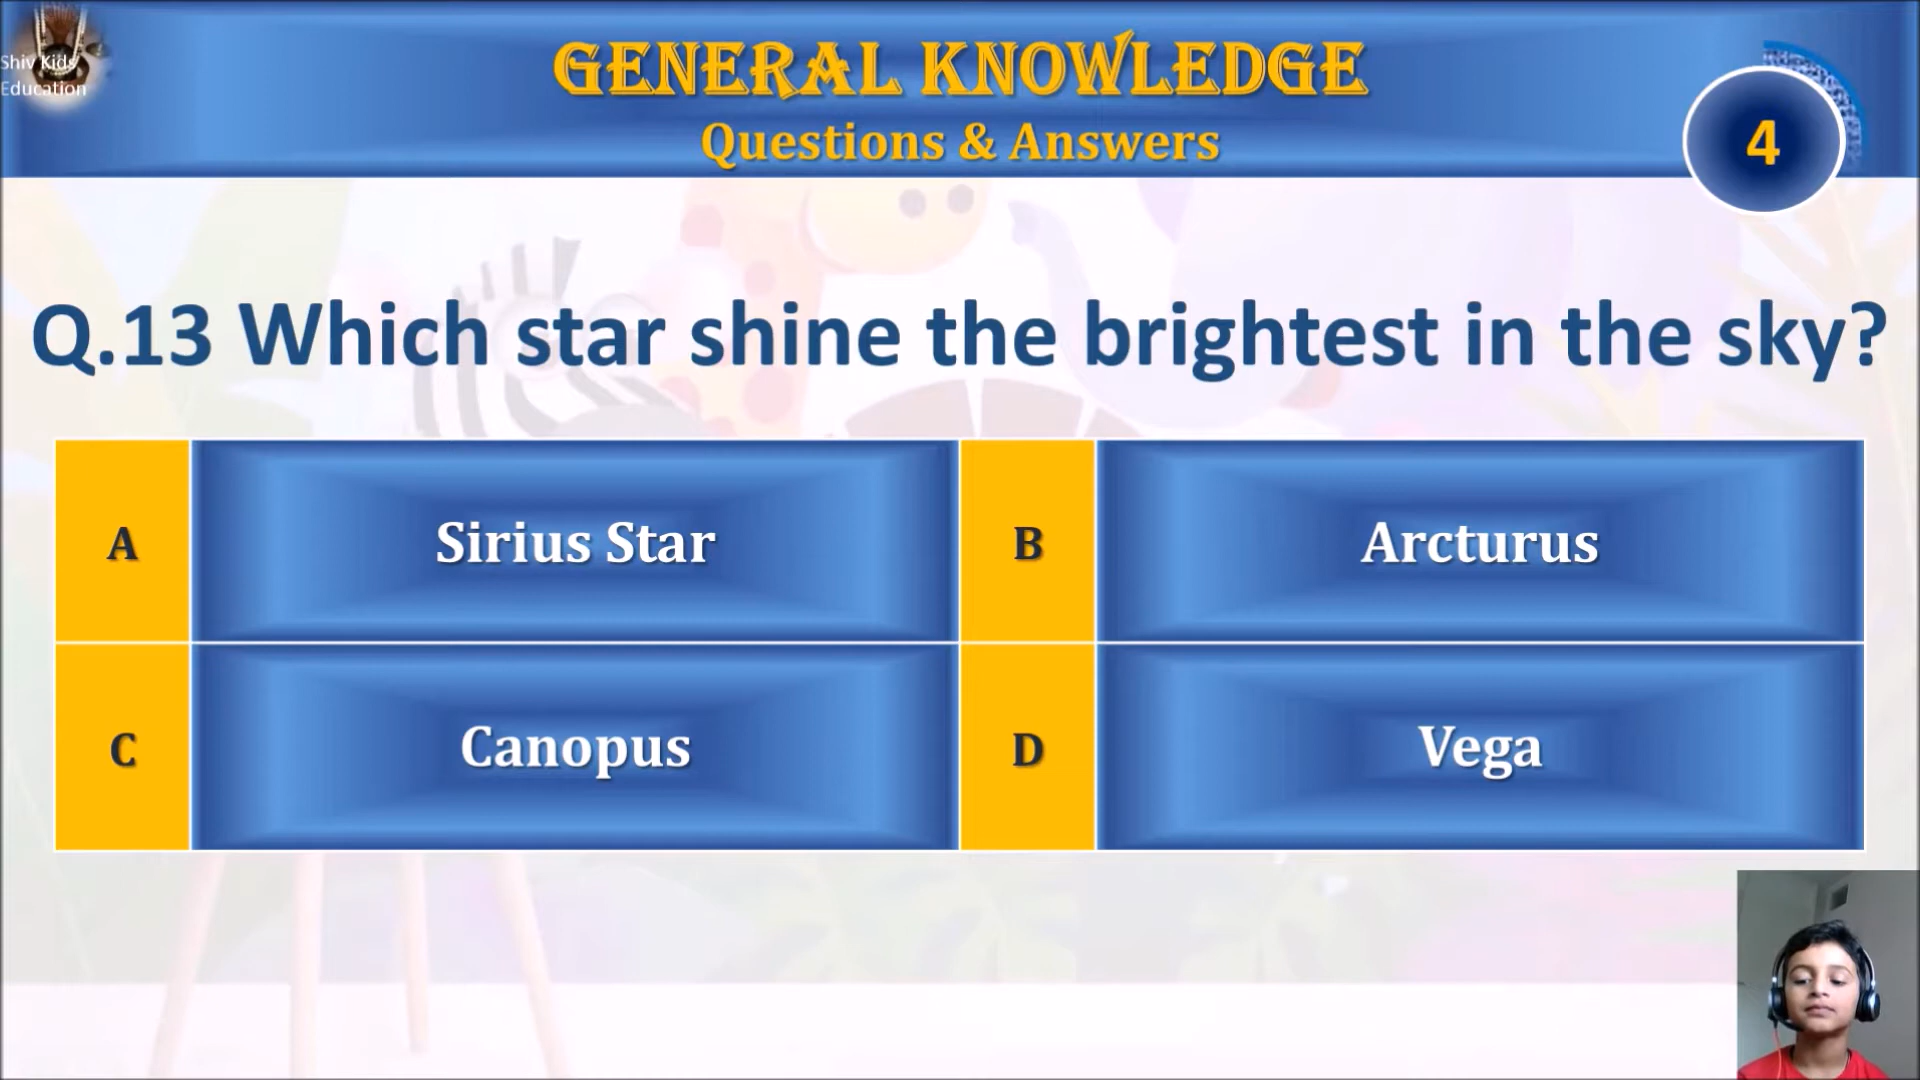 Shiv Kids
Education
GENERAL KNOWLEDGE
Questions & Answers
4
Q.13 Which star shine the brightest in the sky?
A Sirius Star B Arcturus
C Canopus D Vega